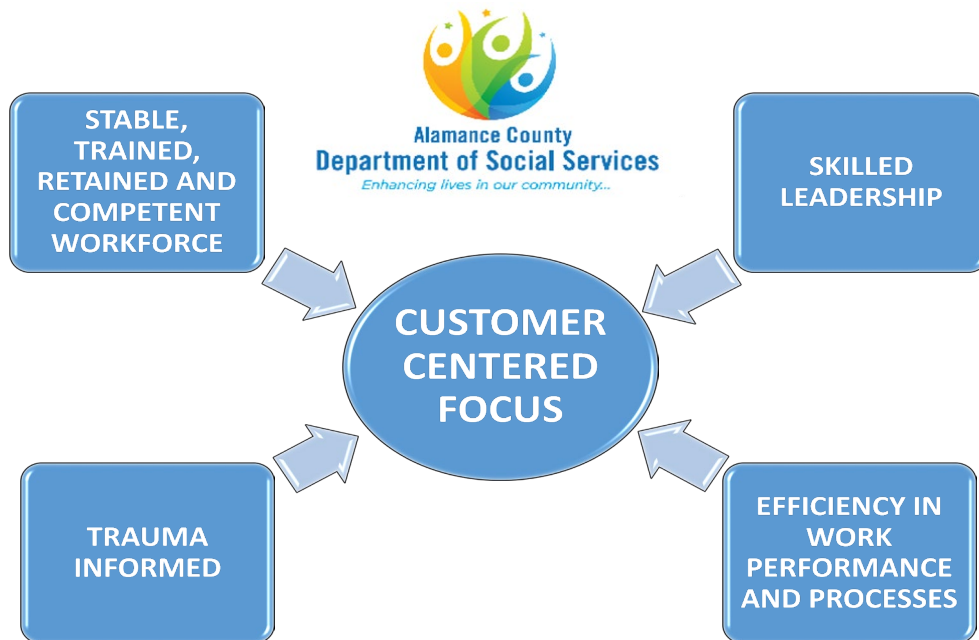 Alamance County
Department of Social Services
Enhancing lives in our community...
STABLE,
TRAINED,
RETAINED AND
COMPETENT
WORKFORCE
SKILLED
LEADERSHIP
CUSTOMER
CENTERED
FOCUS
TRAUMA
INFORMED
EFFICIENCY IN
WORK
PERFORMANCE
AND PROCESSES